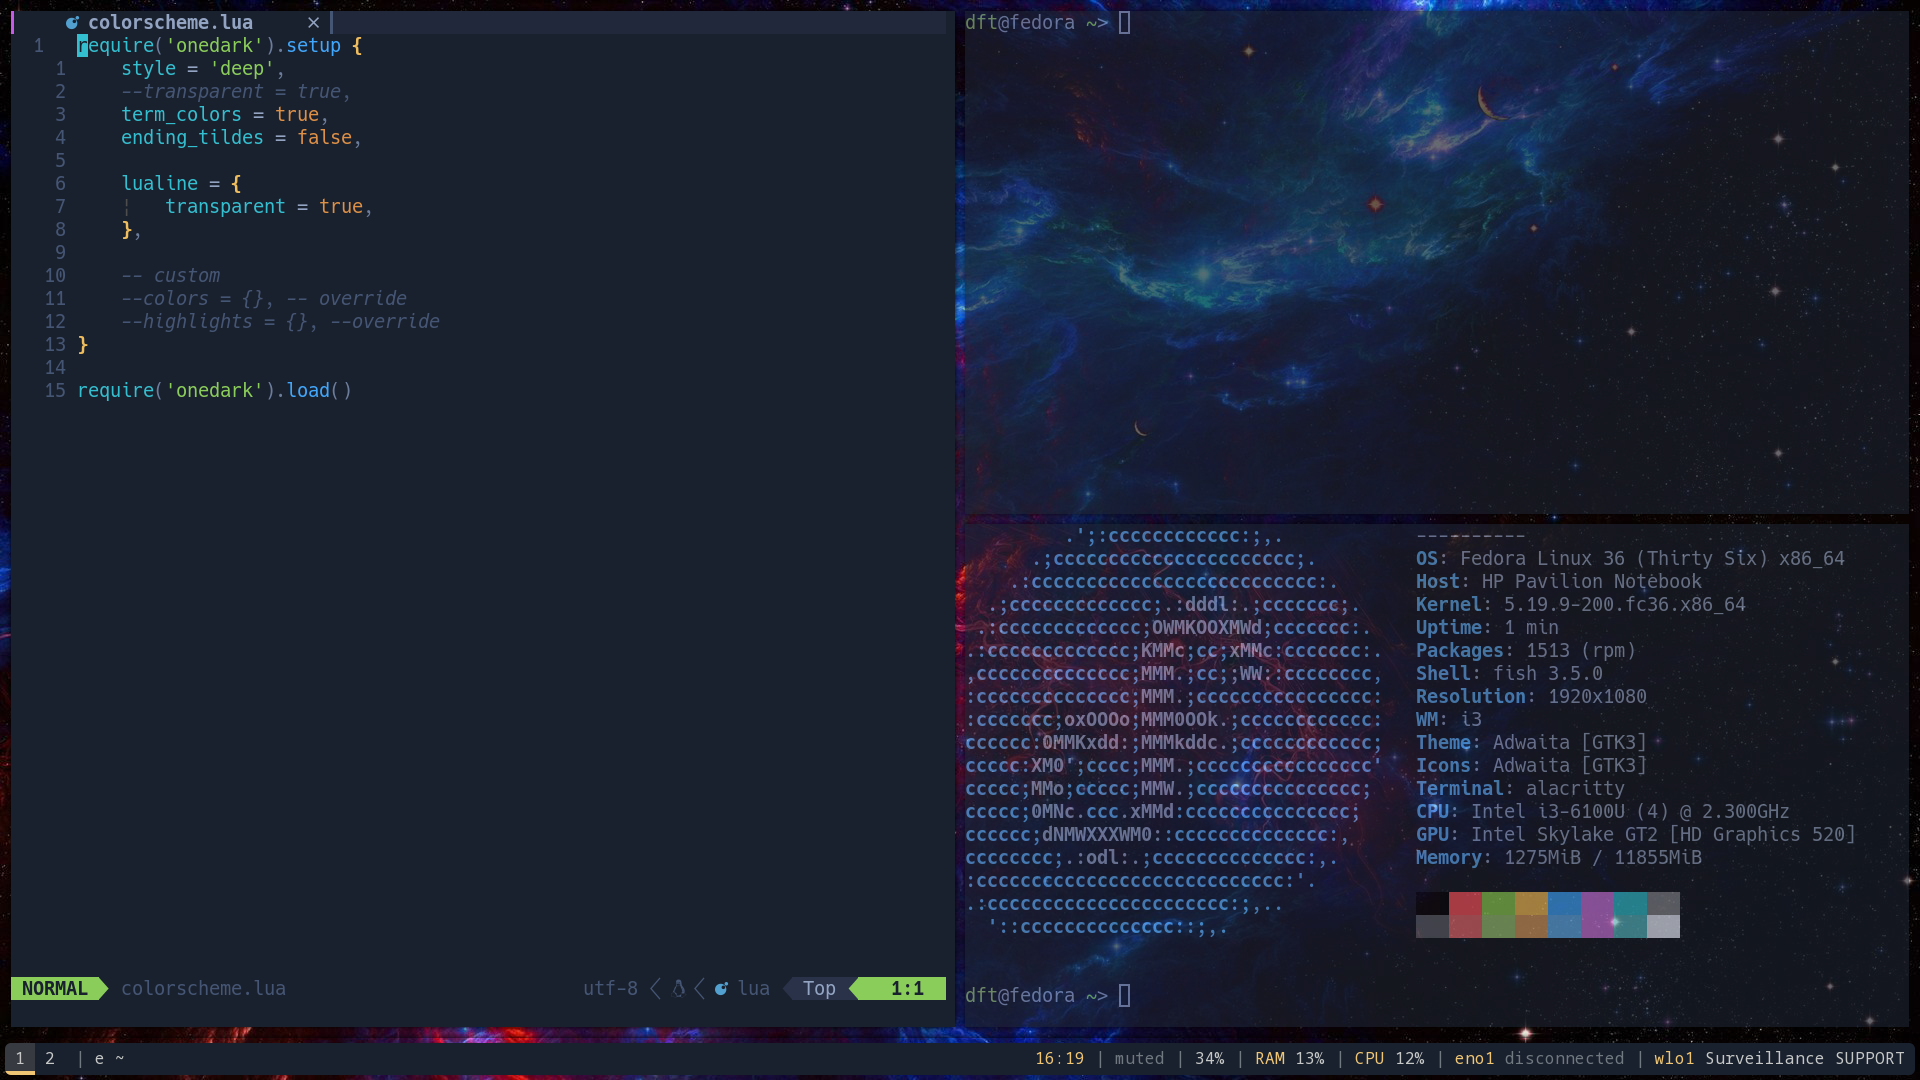 colorscheme.lua ×
1 require('onedark').setup {
1 style = 'deep',
2 --transparent = true,
3 term_colors = true,
4 ending_tildes = false,
5
6 lualine = {
7 ¦ transparent = true,
8 },
9
10 -- custom
11 --colors = {}, -- override
12 --highlights = {}, --override
13 }
14
15 require('onedark').load()
NORMAL colorscheme.lua utf-8 lua Top 1:1
dft@fedora ~>
.';:cccccccccccc:;,.
.;cccccccccccccccccccccc;.
.:cccccccccccccccccccccccccc:.
.;ccccccccccccc;.:dddl:.;ccccccc;.
.:ccccccccccccc;OWMKOOXMWd;ccccccc:.
.:ccccccccccccc;KMMc;cc;xMMc:ccccccc:.
,cccccccccccccc;MMM.;cc;;WW::cccccccc,
:cccccccccccccc;MMM.;cccccccccccccccc:
:ccccccc;oxOOOo;MMM0OOk.;cccccccccccc:
cccccc:0MMKxdd:;MMMkddc.;cccccccccccc;
ccccc:XM0';cccc;MMM.;cccccccccccccccc'
ccccc;MMo;ccccc;MMW.;ccccccccccccccc;
ccccc;0MNc.ccc.xMMd:ccccccccccccccc;
cccccc;dNMWXXXWM0::cccccccccccccc:,
cccccccc;.:odl:.;cccccccccccccc:,.
:cccccccccccccccccccccccccccc:'.
.:cccccccccccccccccccccc:;,..
'::cccccccccccccc::;,.
----------
OS: Fedora Linux 36 (Thirty Six) x86_64
Host: HP Pavilion Notebook
Kernel: 5.19.9-200.fc36.x86_64
Uptime: 1 min
Packages: 1513 (rpm)
Shell: fish 3.5.0
Resolution: 1920x1080
WM: i3
Theme: Adwaita [GTK3]
Icons: Adwaita [GTK3]
Terminal: alacritty
CPU: Intel i3-6100U (4) @ 2.300GHz
GPU: Intel Skylake GT2 [HD Graphics 520]
Memory: 1275MiB / 11855MiB
dft@fedora ~>
1 2 | e ~ 16:19 | muted | 34% | RAM 13% | CPU 12% | eno1 disconnected | wlo1 Surveillance SUPPORT